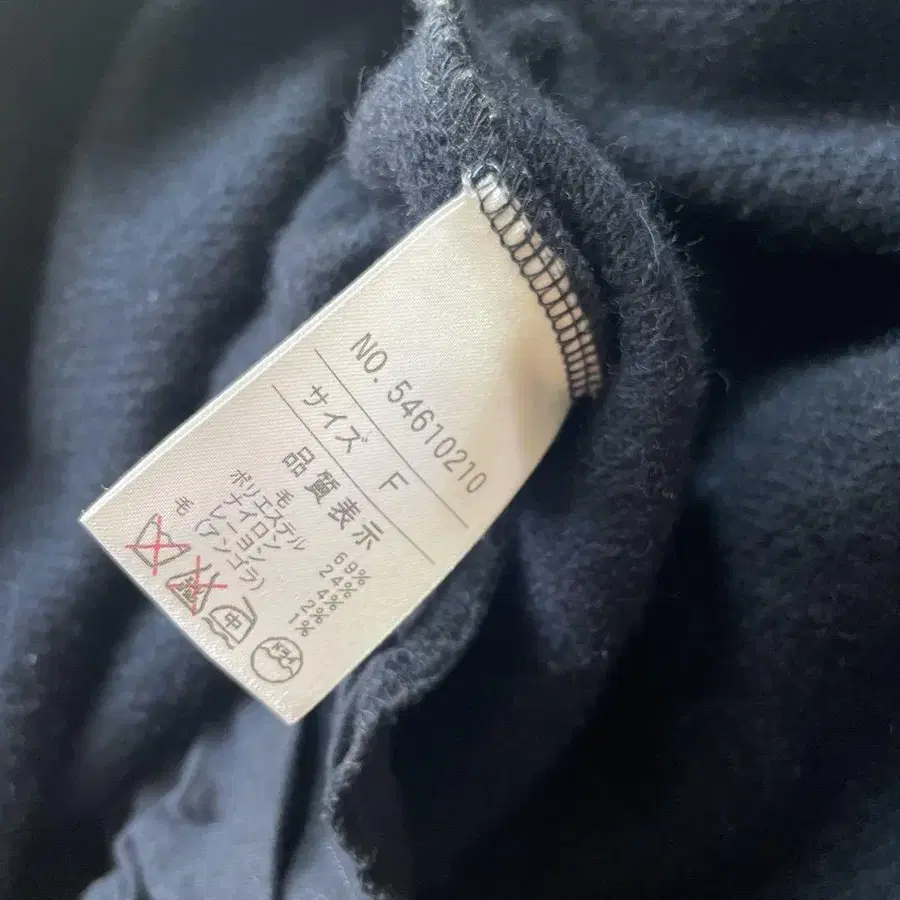 NO. 54610210
サイズ F
品質表示
毛 69%
ポリエステル 24%
ナイロン 4%
レーヨン 2%
毛(アンゴラ) 1%
中